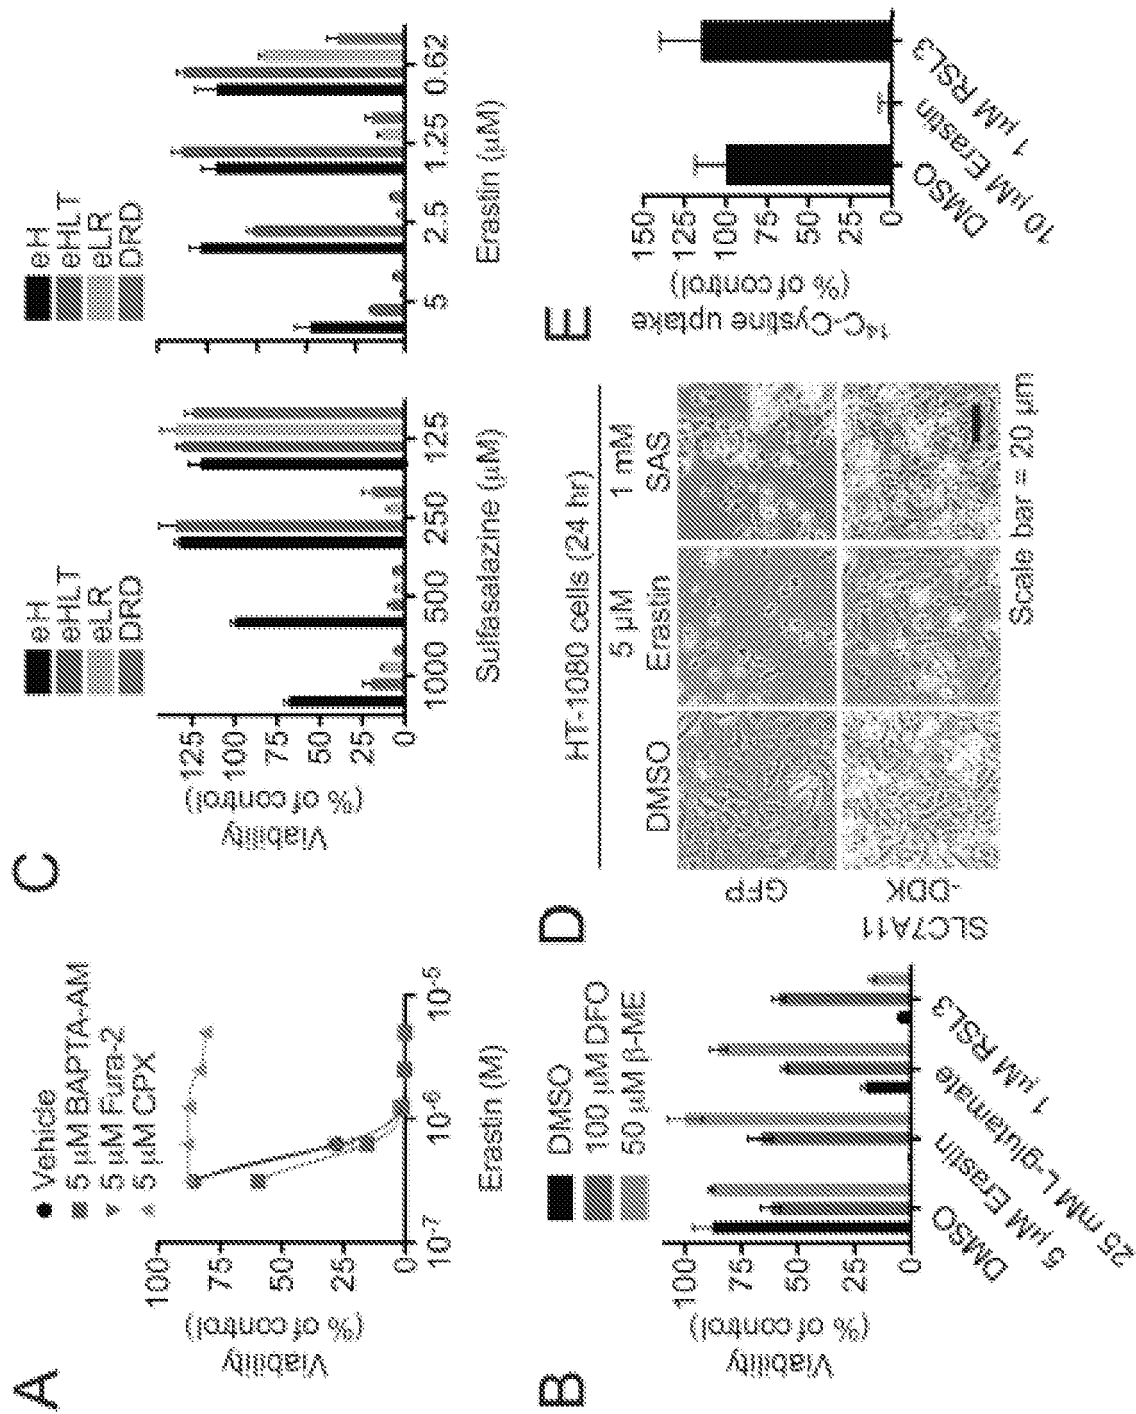 A
Vehicle
5 µM BAPTA-AM
5 µM Fura-2
5 µM CPX
Viability
(% of control)
100
75
50
25
0
10-7
10-6
10-5
Erastin (M)
B
DMSO
100 µM DFO
50 µM β-ME
Viability
(% of control)
100
75
50
25
0
DMSO
5 µM Erastin
25 mM L-glutamate
1 µM RSL3
C
eH
eHLT
eLR
DRD
Viability
(% of control)
125
100
75
50
25
0
1000
500
250
125
Sulfasalazine (µM)
eH
eHLT
eLR
DRD
5
2.5
1.25
0.62
Erastin (µM)
D
HT-1080 cells (24 hr)
DMSO
5 µM
Erastin
1 mM
SAS
GFP
SLC7A11
-DDK
Scale bar = 20 µm
E
14C-Cystine uptake
(% of control)
150
125
100
75
50
25
0
DMSO
10 µM Erastin
1 µM RSL3